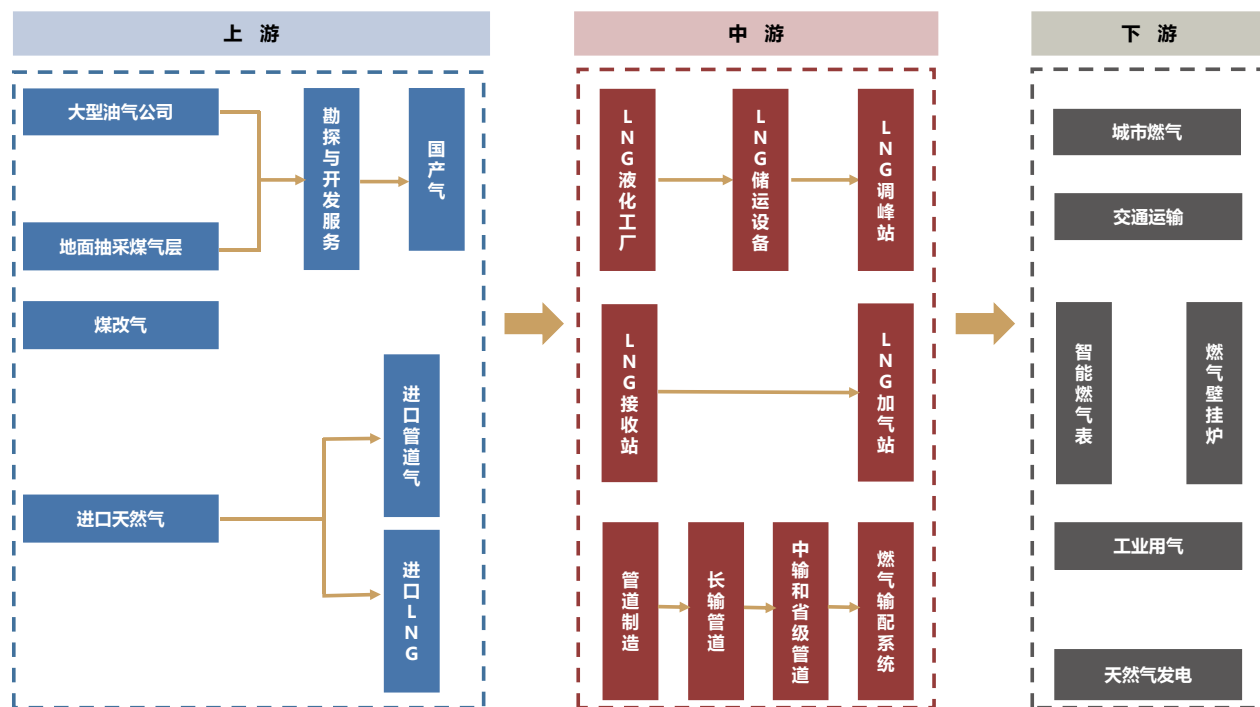 上 游
中 游
下 游
大型油气公司
地面抽采煤气层
煤改气
进口天然气
勘探与开发服务
国产气
进口管道气
进口LNG
LNG液化工厂
LNG储运设备
LNG调峰站
LNG接收站
LNG加气站
管道制造
长输管道
中输和省级管道
燃气输配系统
城市燃气
交通运输
智能燃气表
燃气壁挂炉
工业用气
天然气发电